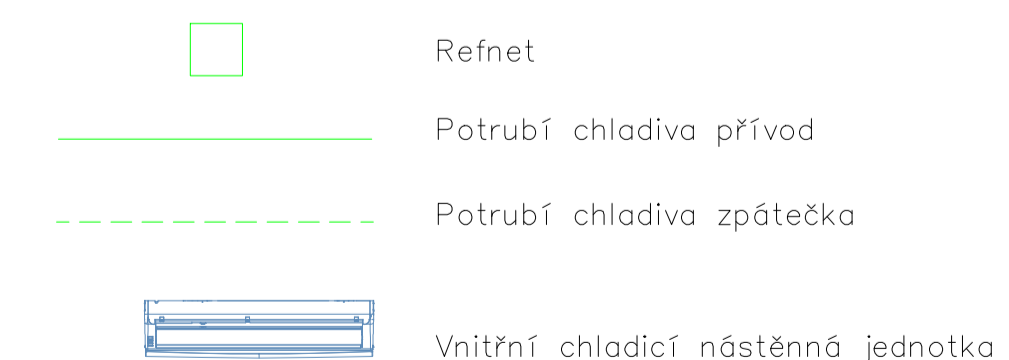 Refnet
Potrubí chladiva přívod
Potrubí chladiva zpátečka
Vnitřní chladicí nástěnná jednotka